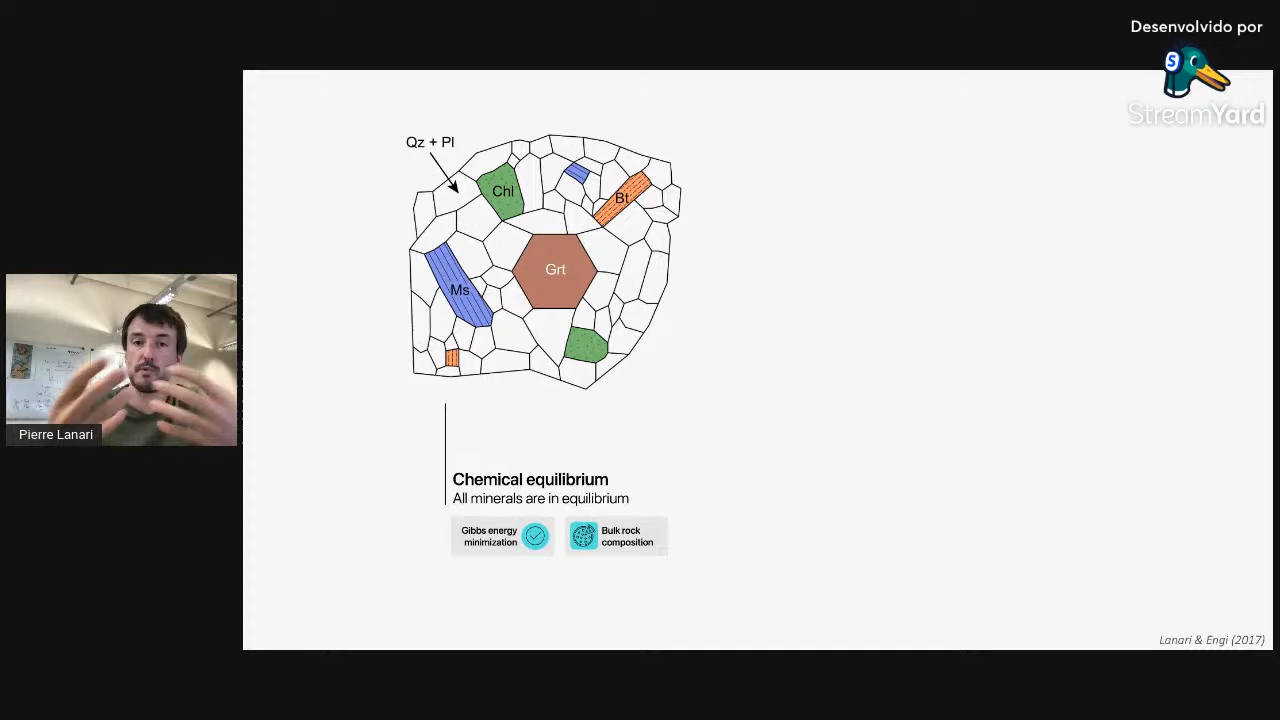 Desenvolvido por
S
StreamYard
Qz + Pl
Chl
Bt
Grt
Ms
Pierre Lanari
Chemical equilibrium
All minerals are in equilibrium
Gibbs energy
minimization
Bulk rock
composition
Lanari & Engi (2017)